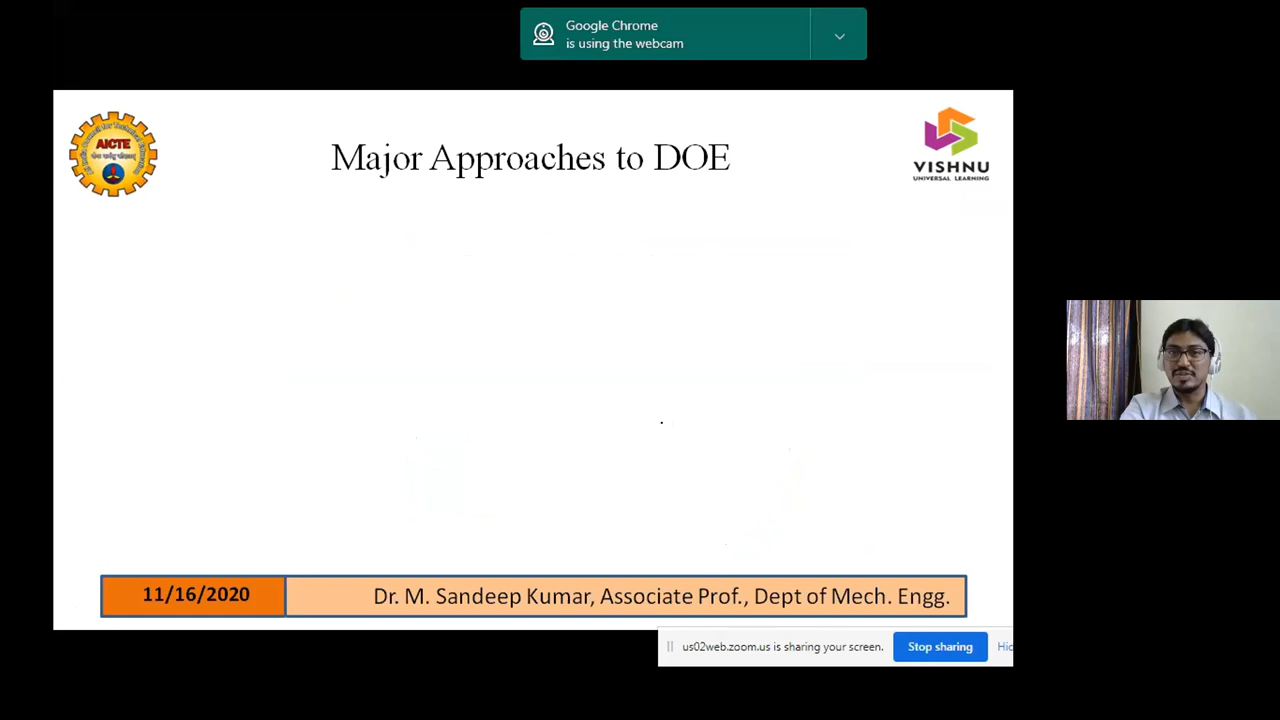 Google Chrome
is using the webcam
AICTE
Major Approaches to DOE
VISHNU
UNIVERSAL LEARNING
11/16/2020
Dr. M. Sandeep Kumar, Associate Prof., Dept of Mech. Engg.
us02web.zoom.us is sharing your screen.
Stop sharing